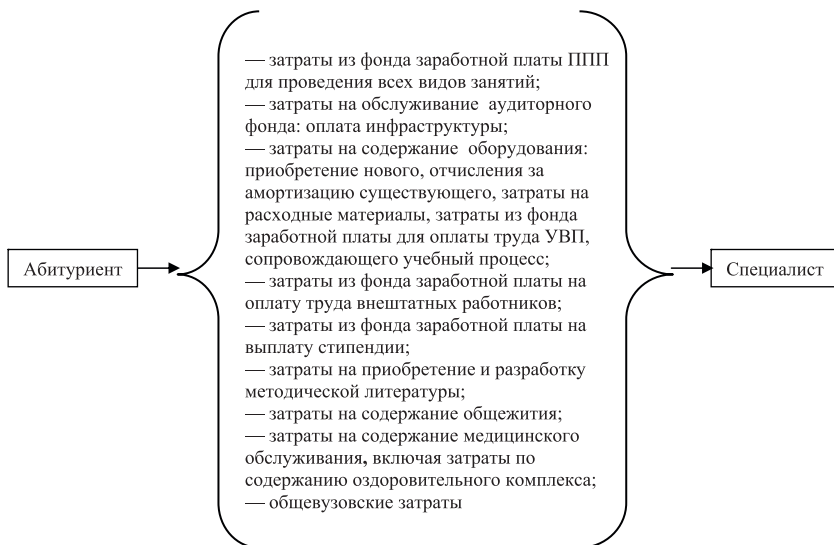 Абитуриент
— затраты из фонда заработной платы ППП
для проведения всех видов занятий;
— затраты на обслуживание аудиторного
фонда: оплата инфраструктуры;
— затраты на содержание оборудования:
приобретение нового, отчисления за
амортизацию существующего, затраты на
расходные материалы, затраты из фонда
заработной платы для оплаты труда УВП,
сопровождающего учебный процесс;
— затраты из фонда заработной платы на
оплату труда внештатных работников;
— затраты из фонда заработной платы на
выплату стипендии;
— затраты на приобретение и разработку
методической литературы;
— затраты на содержание общежития;
— затраты на содержание медицинского
обслуживания, включая затраты по
содержанию оздоровительного комплекса;
— общевузовские затраты
Специалист